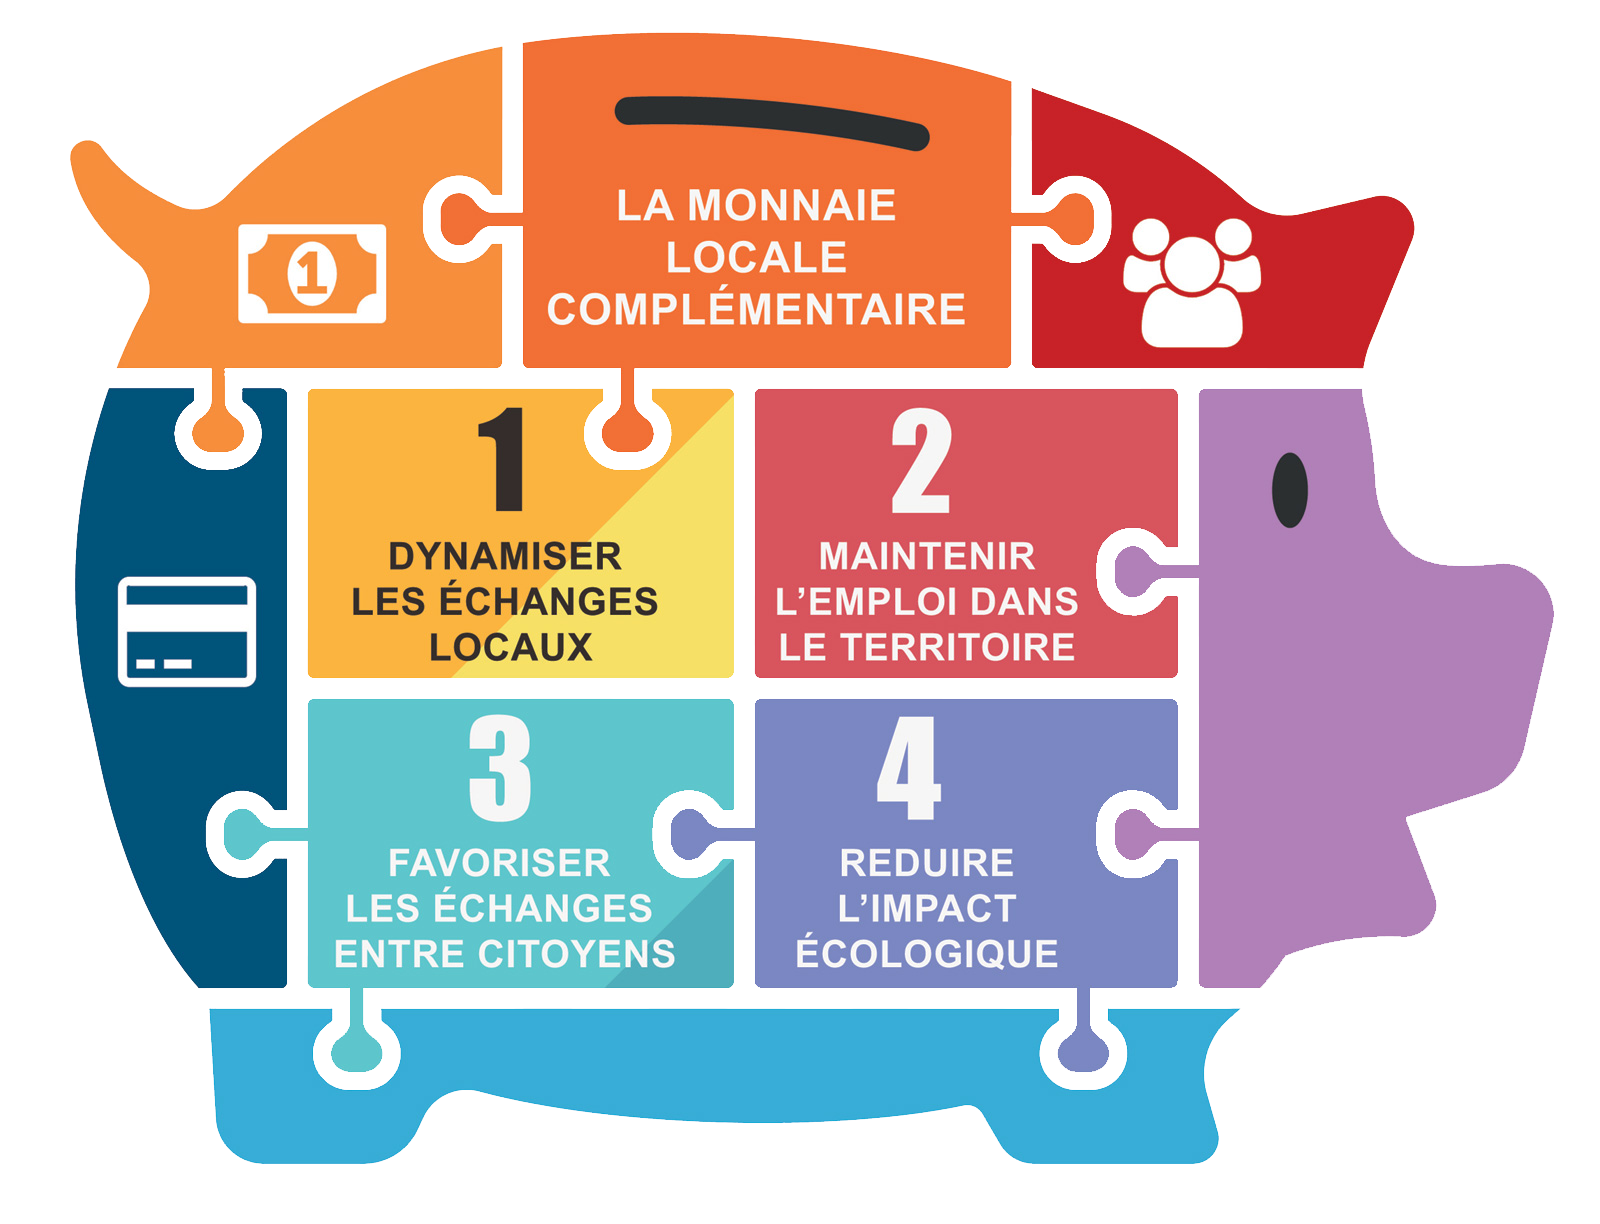 LA MONNAIE
LOCALE
COMPLÉMENTAIRE
1
1
DYNAMISER
LES ÉCHANGES
LOCAUX
2
MAINTENIR
L’EMPLOI DANS
LE TERRITOIRE
3
FAVORISER
LES ÉCHANGES
ENTRE CITOYENS
4
REDUIRE
L’IMPACT
ÉCOLOGIQUE